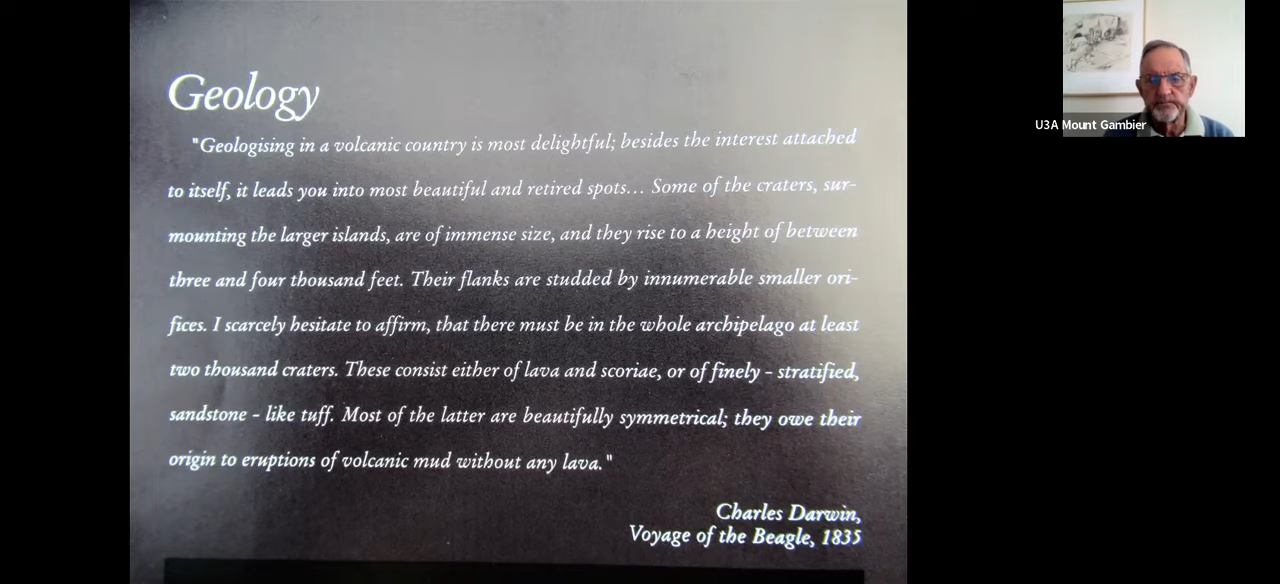 Geology
"Geologising in a volcanic country is most delightful; besides the interest attached
to itself, it leads you into most beautiful and retired spots... Some of the craters, sur-
mounting the larger islands, are of immense size, and they rise to a height of between
three and four thousand feet. Their flanks are studded by innumerable smaller ori-
fices. I scarcely hesitate to affirm, that there must be in the whole archipelago at least
two thousand craters. These consist either of lava and scoriae, or of finely - stratified,
sandstone - like tuff. Most of the latter are beautifully symmetrical; they owe their
origin to eruptions of volcanic mud without any lava."
Charles Darwin,
Voyage of the Beagle, 1835
U3A Mount Gambier